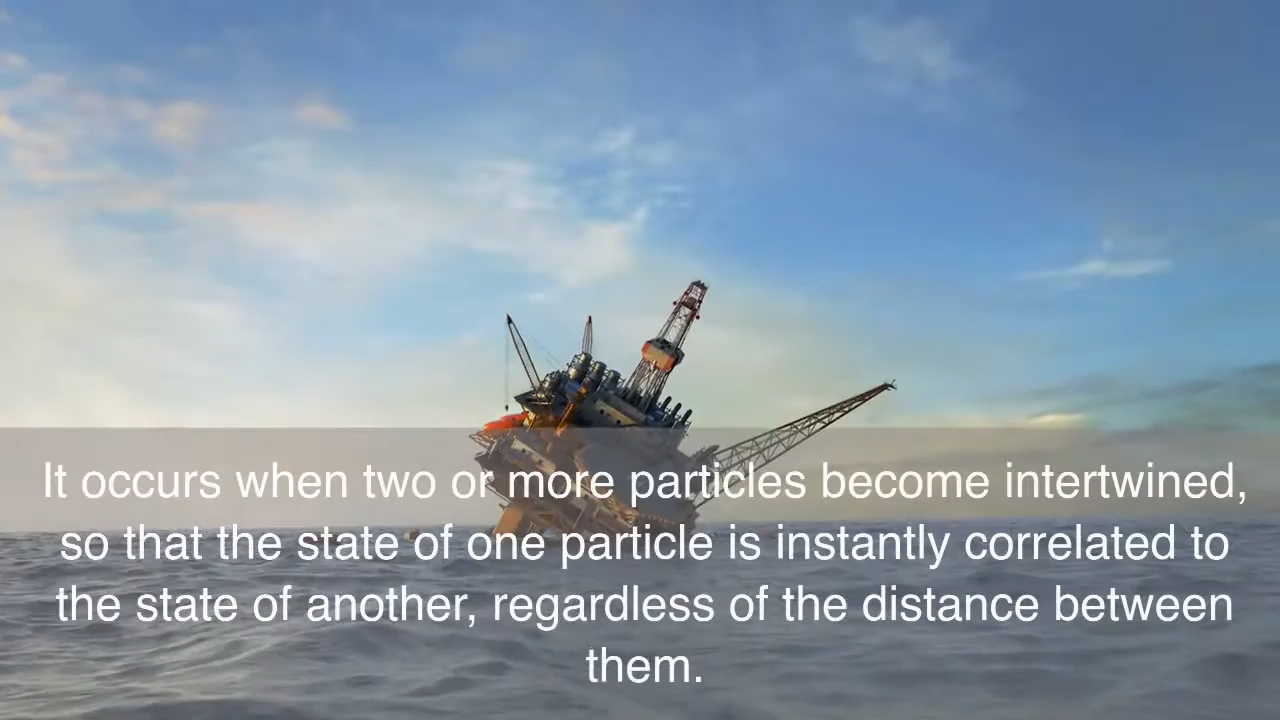 It occurs when two or more particles become intertwined,
so that the state of one particle is instantly correlated to
the state of another, regardless of the distance between
them.